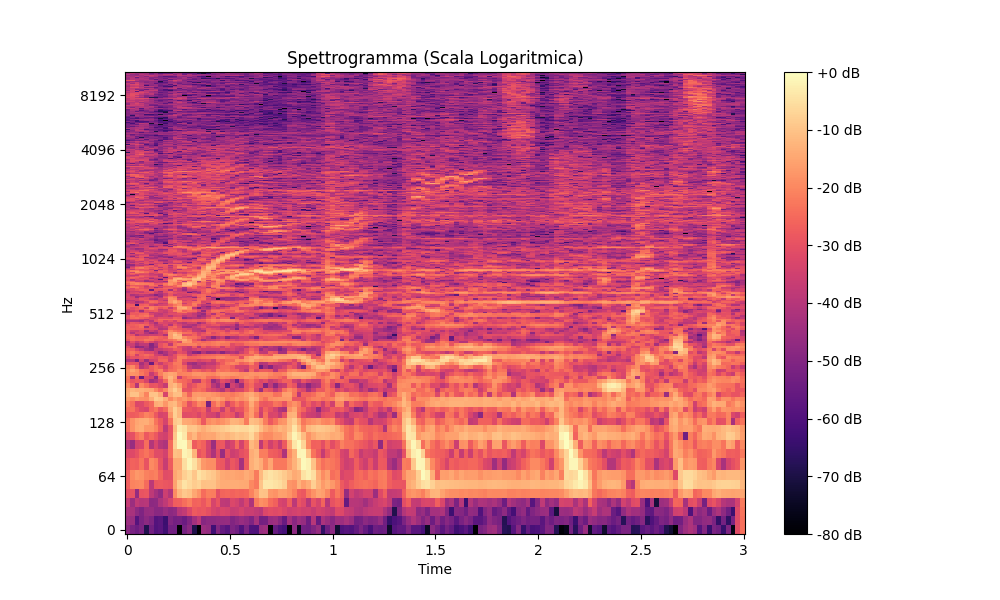 Spettrogramma (Scala Logaritmica)
Hz
8192
4096
2048
1024
512
256
128
64
0
0 0.5 1 1.5 2 2.5 3
Time
+0 dB
-10 dB
-20 dB
-30 dB
-40 dB
-50 dB
-60 dB
-70 dB
-80 dB